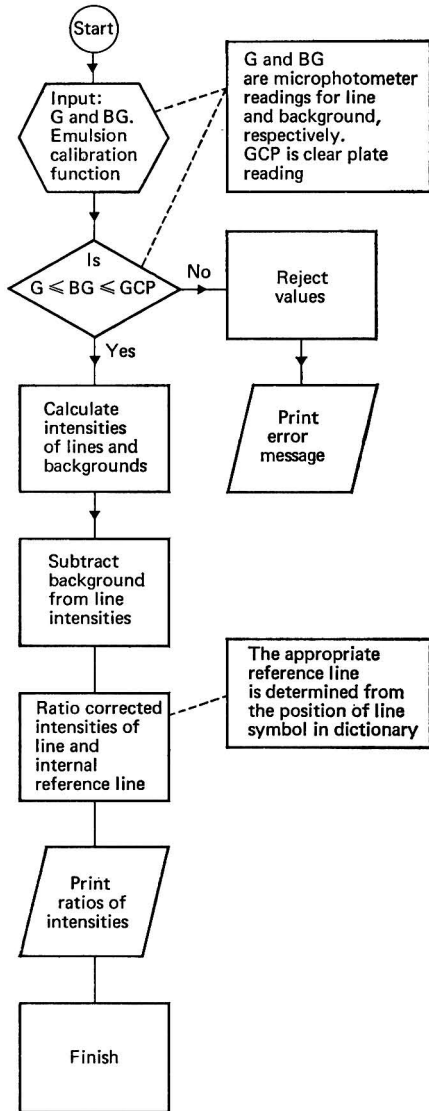 Start
Input:
G and BG.
Emulsion
calibration
function
G and BG
are microphotometer
readings for line
and background,
respectively.
GCP is clear plate
reading
Is
G ⩽ BG ⩽ GCP
No
Reject
values
Yes
Print
error
message
Calculate
intensities
of lines and
backgrounds
Subtract
background
from line
intensities
The appropriate
reference line
is determined from
the position of line
symbol in dictionary
Ratio corrected
intensities of
line and
internal
reference line
Print
ratios of
intensities
Finish